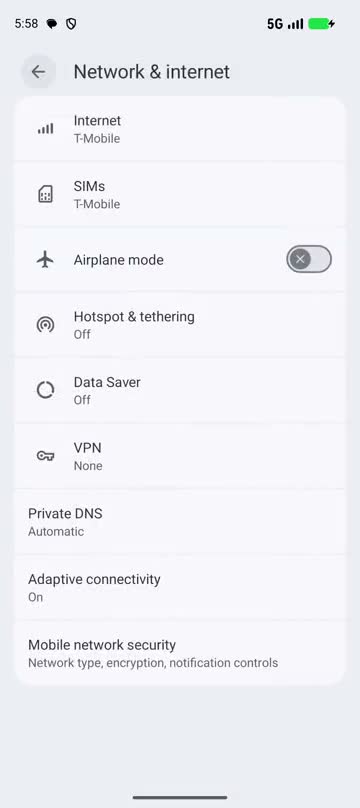 5:58
5G
Network & internet
Internet
T-Mobile
SIMs
T-Mobile
Airplane mode
Hotspot & tethering
Off
Data Saver
Off
VPN
None
Private DNS
Automatic
Adaptive connectivity
On
Mobile network security
Network type, encryption, notification controls